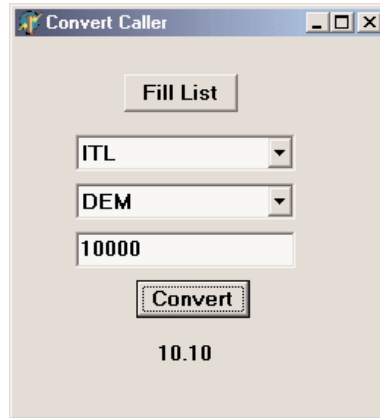 Convert Caller
Fill List
ITL
DEM
10000
Convert
10.10